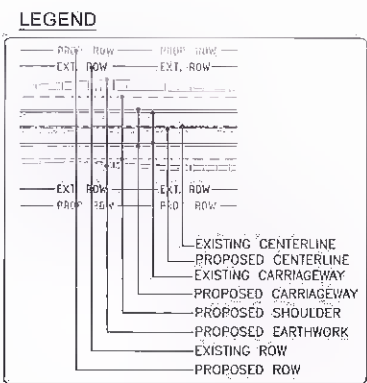 LEGEND
PROP ROW PROP ROW
EXT. ROW EXT. ROW
EXT ROW EXT. ROW
PROP ROW PRO ROW
EXISTING CENTERLINE
PROPOSED CENTERLINE
EXISTING CARRIAGEWAY
PROPOSED CARRIAGEWAY
PROPOSED SHOULDER
PROPOSED EARTHWORK
EXISTING ROW
PROPOSED ROW